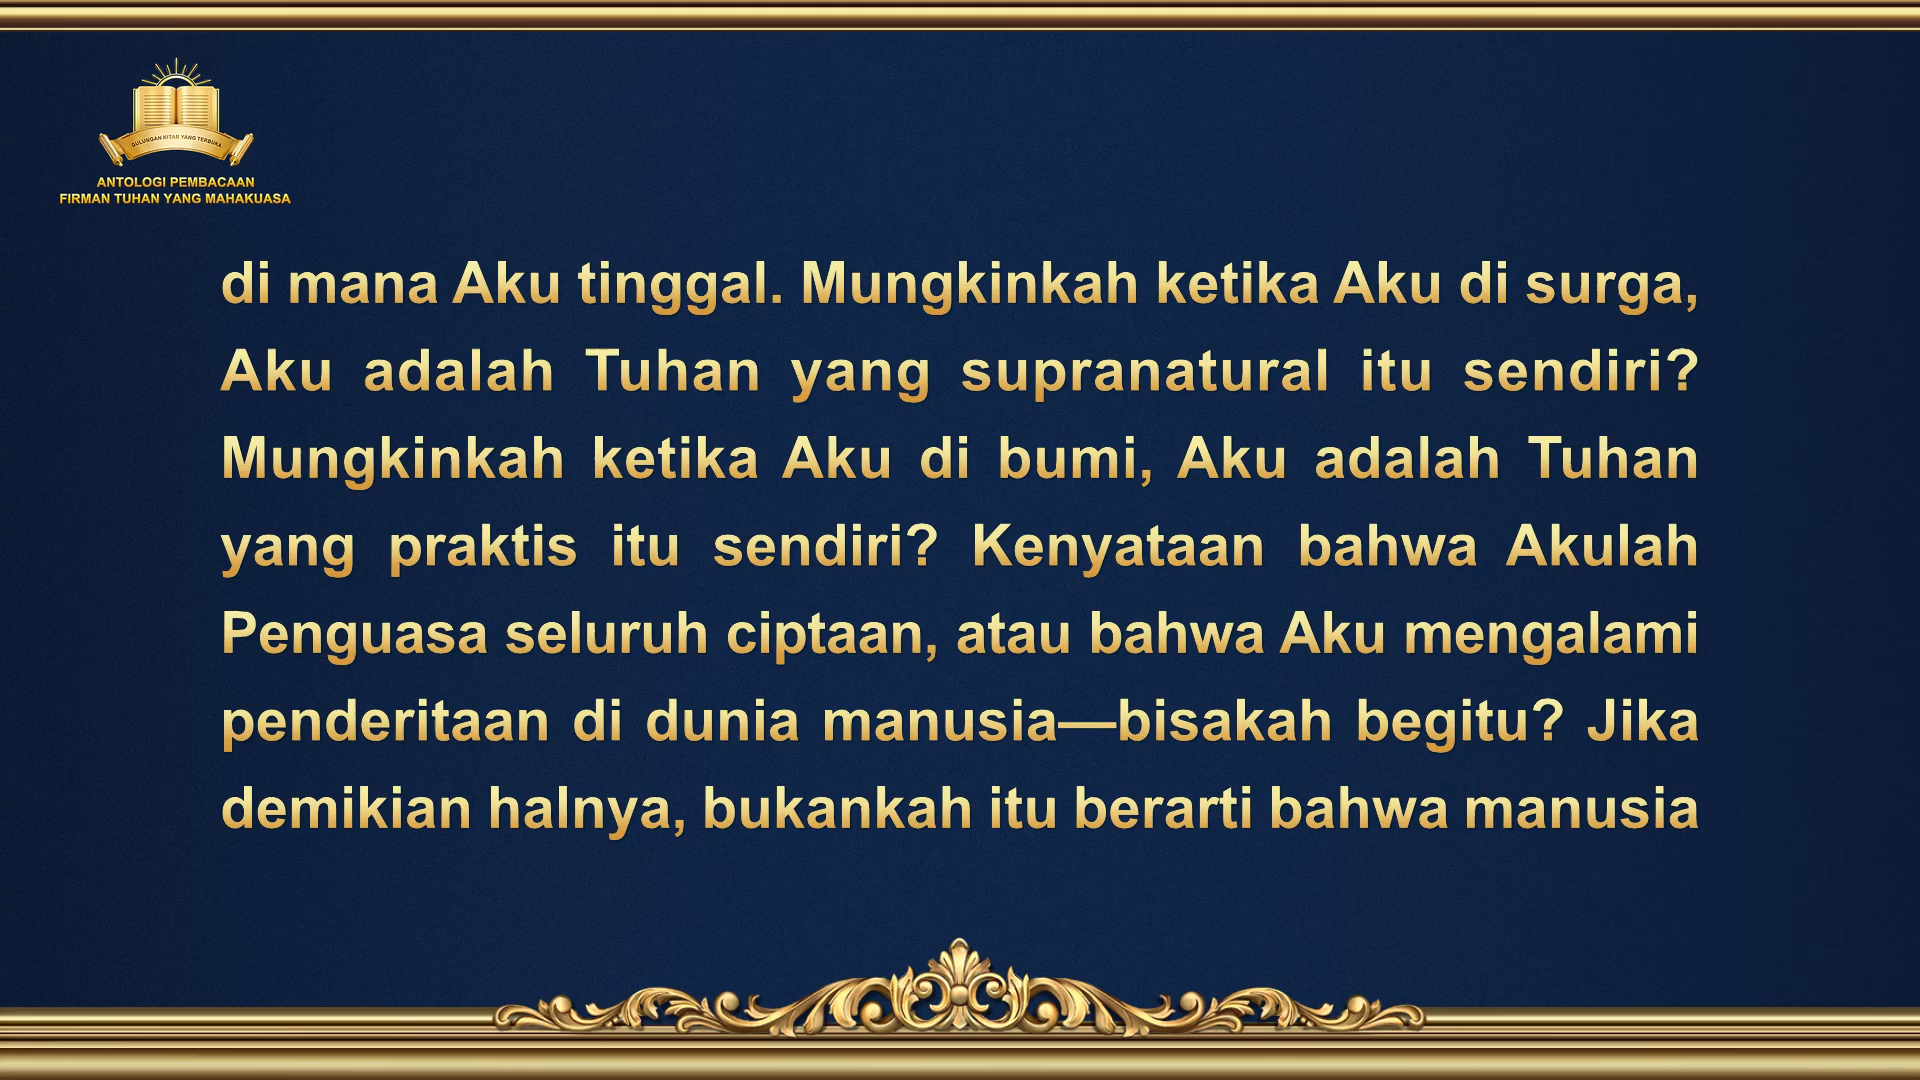 GULUNGAN KITAB YANG TERBUKA
ANTOLOGI PEMBACAAN
FIRMAN TUHAN YANG MAHAKUASA
di mana Aku tinggal. Mungkinkah ketika Aku di surga,
Aku adalah Tuhan yang supranatural itu sendiri?
Mungkinkah ketika Aku di bumi, Aku adalah Tuhan
yang praktis itu sendiri? Kenyataan bahwa Akulah
Penguasa seluruh ciptaan, atau bahwa Aku mengalami
penderitaan di dunia manusia—bisakah begitu? Jika
demikian halnya, bukankah itu berarti bahwa manusia